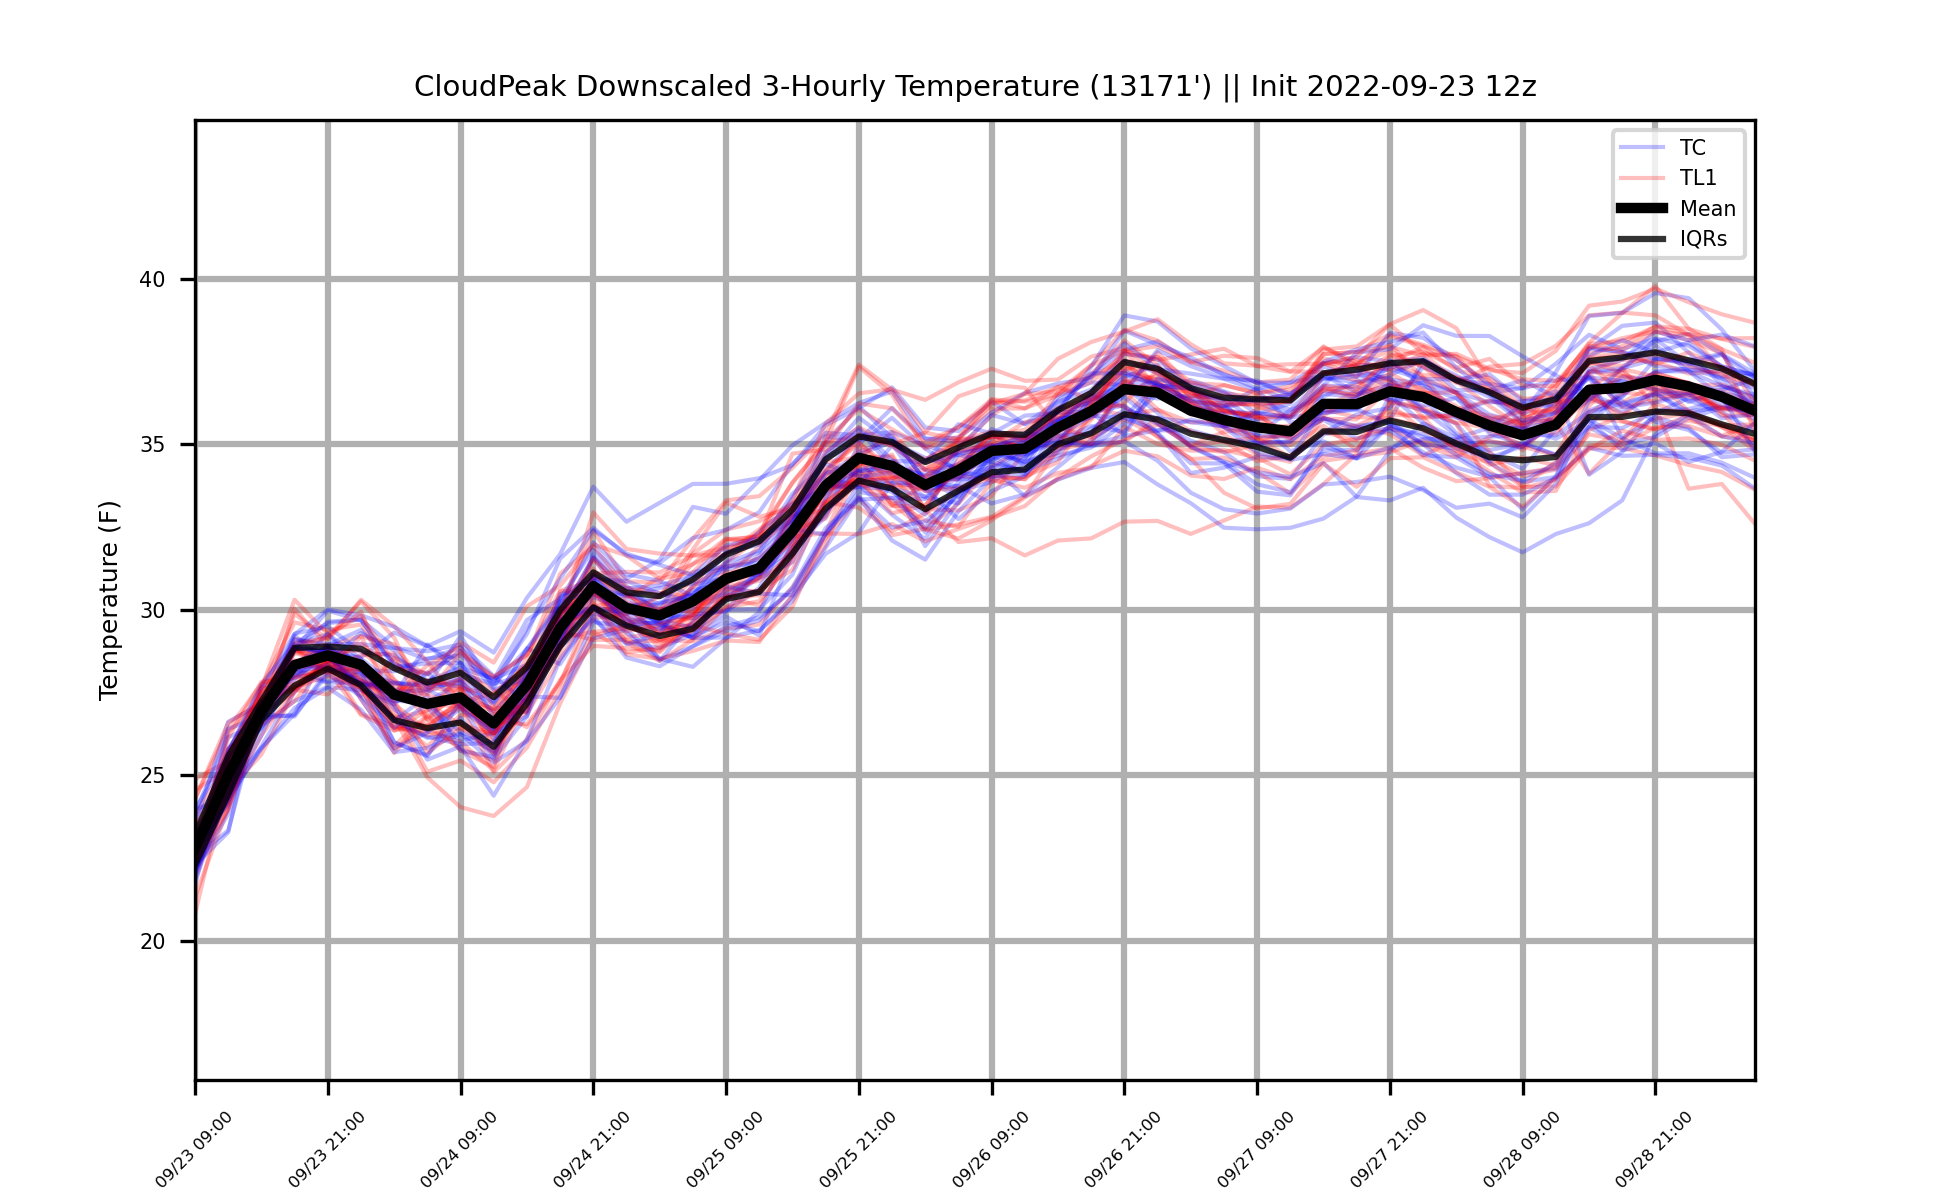 CloudPeak Downscaled 3-Hourly Temperature (13171') || Init 2022-09-23 12z
TC
TL1
Mean
IQRs
Temperature (F)
40
35
30
25
20
09/23 09:00
09/23 21:00
09/24 09:00
09/24 21:00
09/25 09:00
09/25 21:00
09/26 09:00
09/26 21:00
09/27 09:00
09/27 21:00
09/28 09:00
09/28 21:00